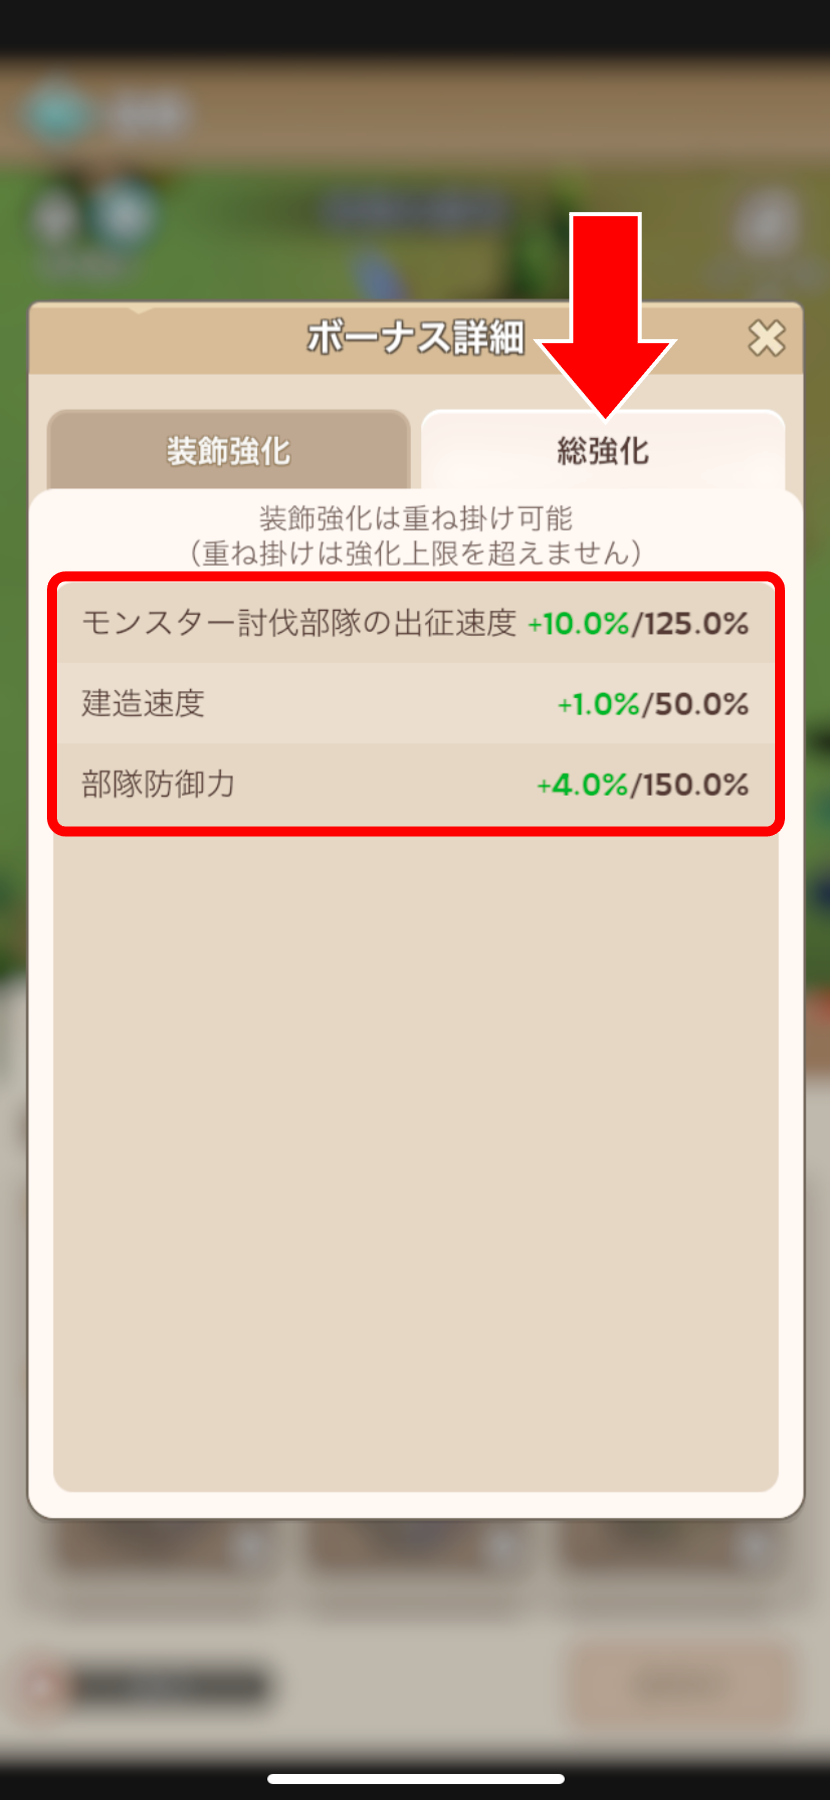 ボーナス詳細
装飾強化
総強化
装飾強化は重ね掛け可能
（重ね掛けは強化上限を超えません）
モンスター討伐部隊の出征速度 +10.0%/125.0%
建造速度 +1.0%/50.0%
部隊防御力 +4.0%/150.0%